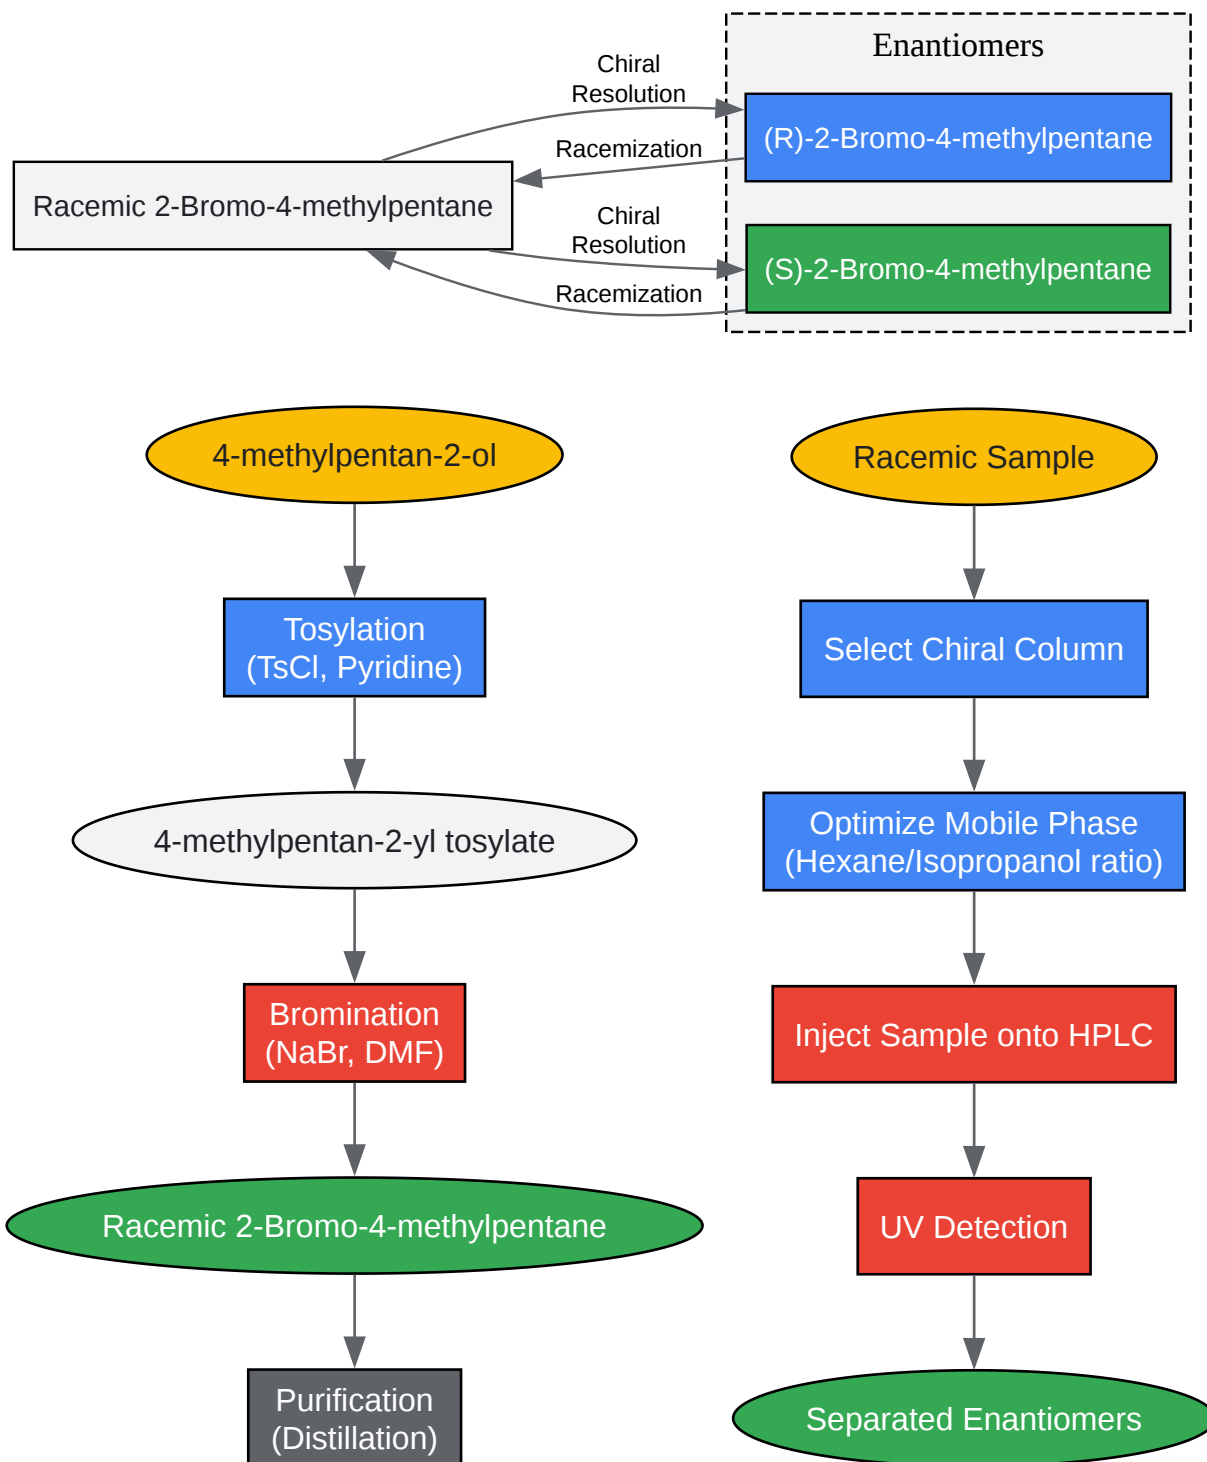 Enantiomers
Chiral
Resolution
(R)-2-Bromo-4-methylpentane
Racemization
Racemic 2-Bromo-4-methylpentane
Chiral
Resolution
(S)-2-Bromo-4-methylpentane
Racemization
4-methylpentan-2-ol
Tosylation
(TsCl, Pyridine)
4-methylpentan-2-yl tosylate
Bromination
(NaBr, DMF)
Racemic 2-Bromo-4-methylpentane
Purification
(Distillation)
Racemic Sample
Select Chiral Column
Optimize Mobile Phase
(Hexane/Isopropanol ratio)
Inject Sample onto HPLC
UV Detection
Separated Enantiomers